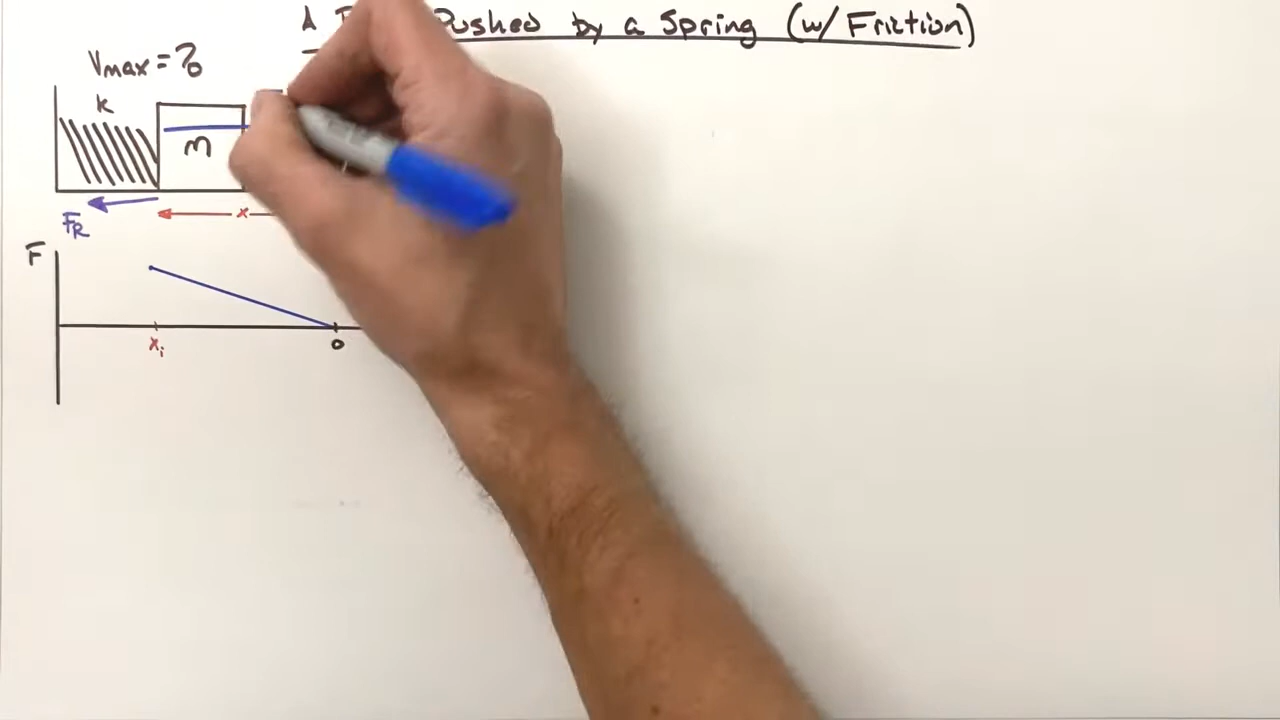 A Pushed by a Spring (w/ Friction)
Vmax = ?
k
m
FR
x
F
xi
0